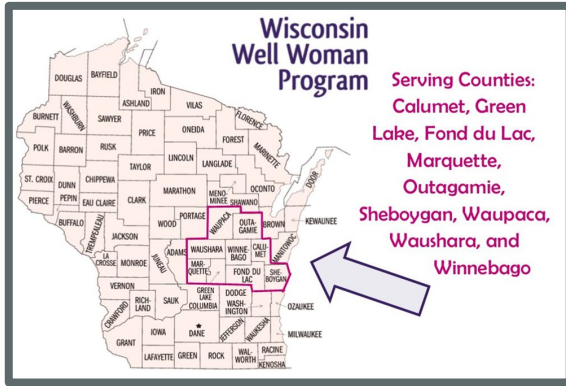 Wisconsin
Well Woman
Program
Serving Counties:
Calumet, Green
Lake, Fond du Lac,
Marquette,
Outagamie,
Sheboygan, Waupaca,
Waushara, and
Winnebago
DOUGLAS
BAYFIELD
IRON
ASHLAND
VILAS
FLORENCE
BURNETT
WASHBURN
SAWYER
ONEIDA
PRICE
FOREST
MARINETTE
POLK
BARRON
RUSK
LINCOLN
LANGLADE
TAYLOR
ST. CROIX
DUNN
CHIPPEWA
MARATHON
MENO-
MINEE
OCONTO
DOOR
PIERCE
PEPIN
EAU CLAIRE
CLARK
SHAWANO
BUFFALO
TREMPEALEAU
JACKSON
WOOD
PORTAGE
WAUPACA
OUTA-
GAMIE
BROWN
KEWAUNEE
LA
CROSSE
MONROE
JUNEAU
ADAMS
WAUSHARA
WINNE-
BAGO
CALU-
MET
MANITOWOC
MAR-
QUETTE
FOND DU
LAC
SHE-
BOYGAN
VERNON
GREEN
LAKE
CRAWFORD
RICH-
LAND
SAUK
COLUMBIA
DODGE
WASH-
INGTON
OZAUKEE
IOWA
DANE
JEFFERSON
WAUKESHA
MILWAUKEE
GRANT
LAFAYETTE
GREEN
ROCK
WAL-
WORTH
RACINE
KENOSHA